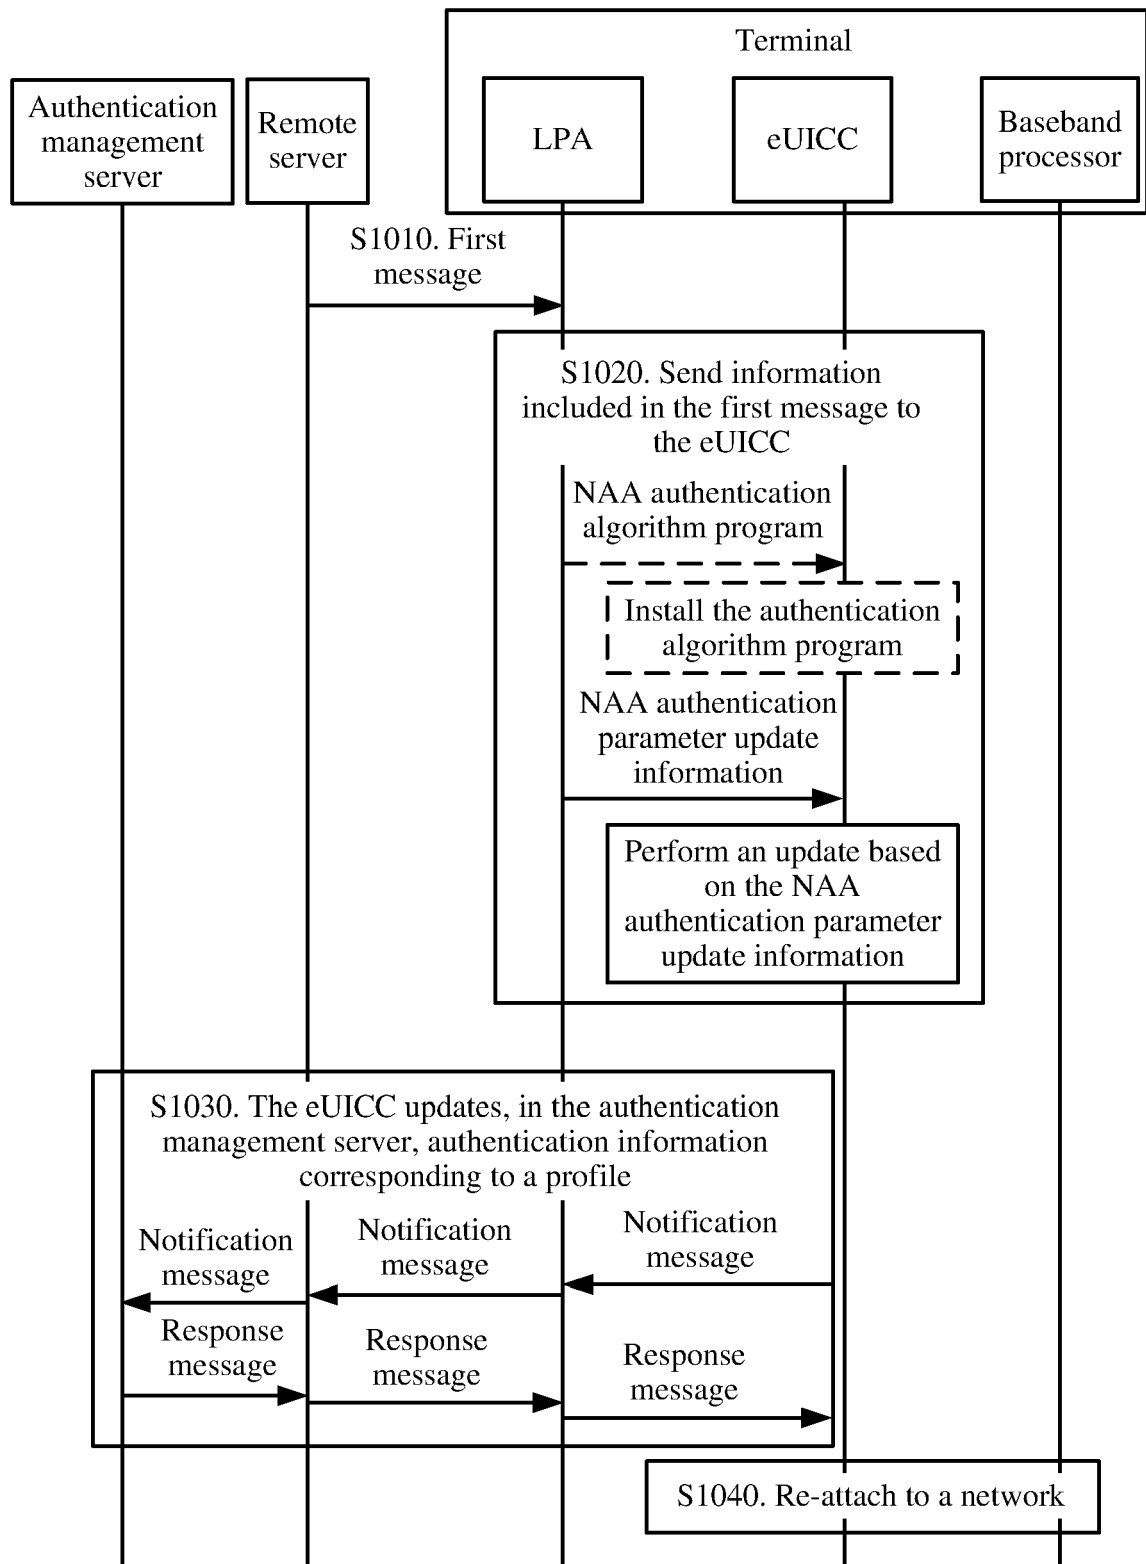 Terminal
Authentication
management
server
Remote
server
LPA
eUICC
Baseband
processor
S1010. First
message
S1020. Send information
included in the first message to
the eUICC
NAA authentication
algorithm program
Install the authentication
algorithm program
NAA authentication
parameter update
information
Perform an update based
on the NAA
authentication parameter
update information
S1030. The eUICC updates, in the authentication
management server, authentication information
corresponding to a profile
Notification
message
Notification
message
Notification
message
Response
message
Response
message
Response
message
S1040. Re-attach to a network